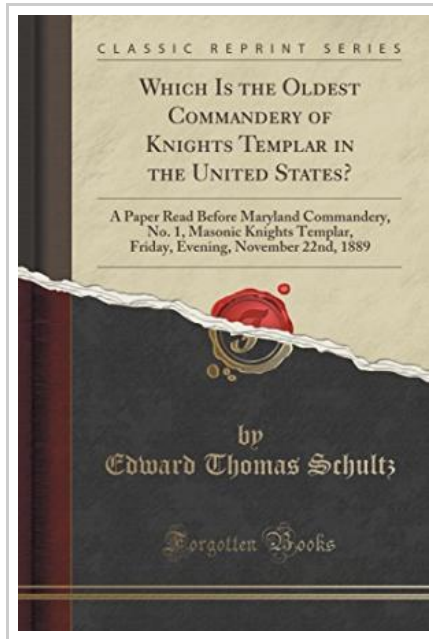 CLASSIC REPRINT SERIES
WHICH IS THE OLDEST
COMMANDERY OF
KNIGHTS TEMPLAR IN
THE UNITED STATES?
A Paper Read Before Maryland Commandery,
No. 1, Masonic Knights Templar,
Friday, Evening, November 22nd, 1889
by
Edward Thomas Schultz
Forgotten Books